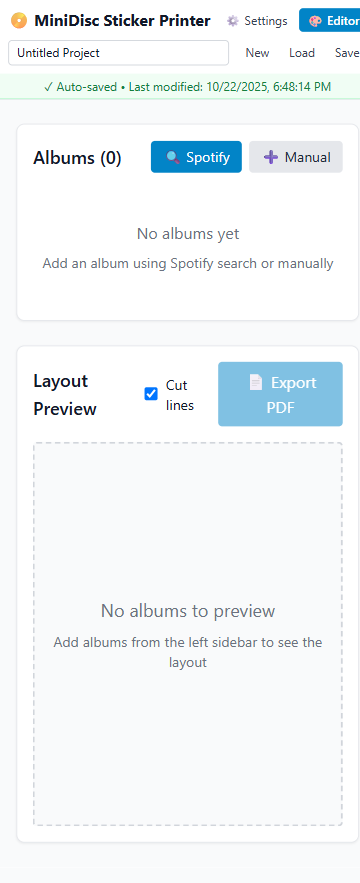 MiniDisc Sticker Printer Settings Editor
Untitled Project New Load Save
✓ Auto-saved • Last modified: 10/22/2025, 6:48:14 PM
Albums (0) Spotify Manual
No albums yet
Add an album using Spotify search or manually
Layout
Preview
Cut
lines
Export
PDF
No albums to preview
Add albums from the left sidebar to see the
layout